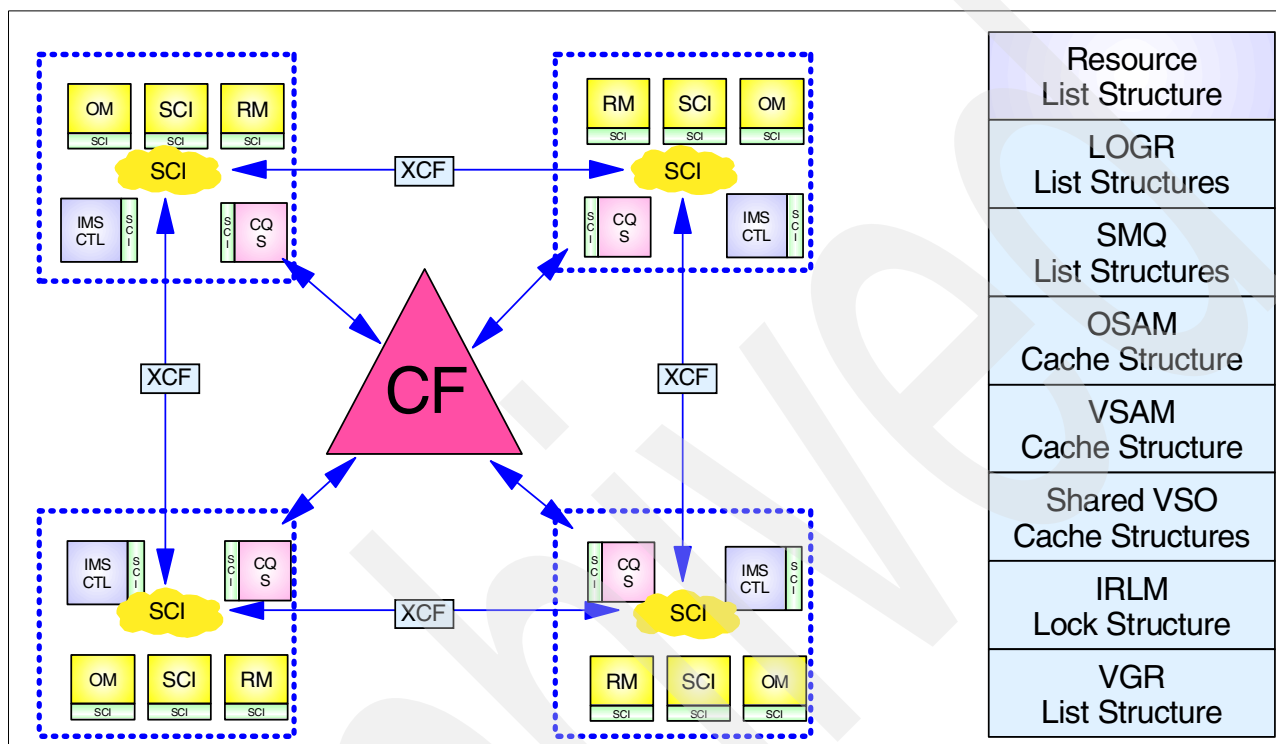 OM
SCI
RM
SCI
SCI
SCI
SCI
IMS
CTL
SCI
SCI
CQ
S
XCF
RM
SCI
OM
SCI
SCI
SCI
SCI
SCI
CQ
S
IMS
CTL
SCI
XCF
CF
XCF
IMS
CTL
SCI
SCI
CQ
S
SCI
OM
SCI
RM
SCI
SCI
SCI
XCF
SCI
CQ
S
IMS
CTL
SCI
SCI
RM
SCI
OM
SCI
SCI
SCI
Resource
List Structure
LOGR
List Structures
SMQ
List Structures
OSAM
Cache Structure
VSAM
Cache Structure
Shared VSO
Cache Structures
IRLM
Lock Structure
VGR
List Structure